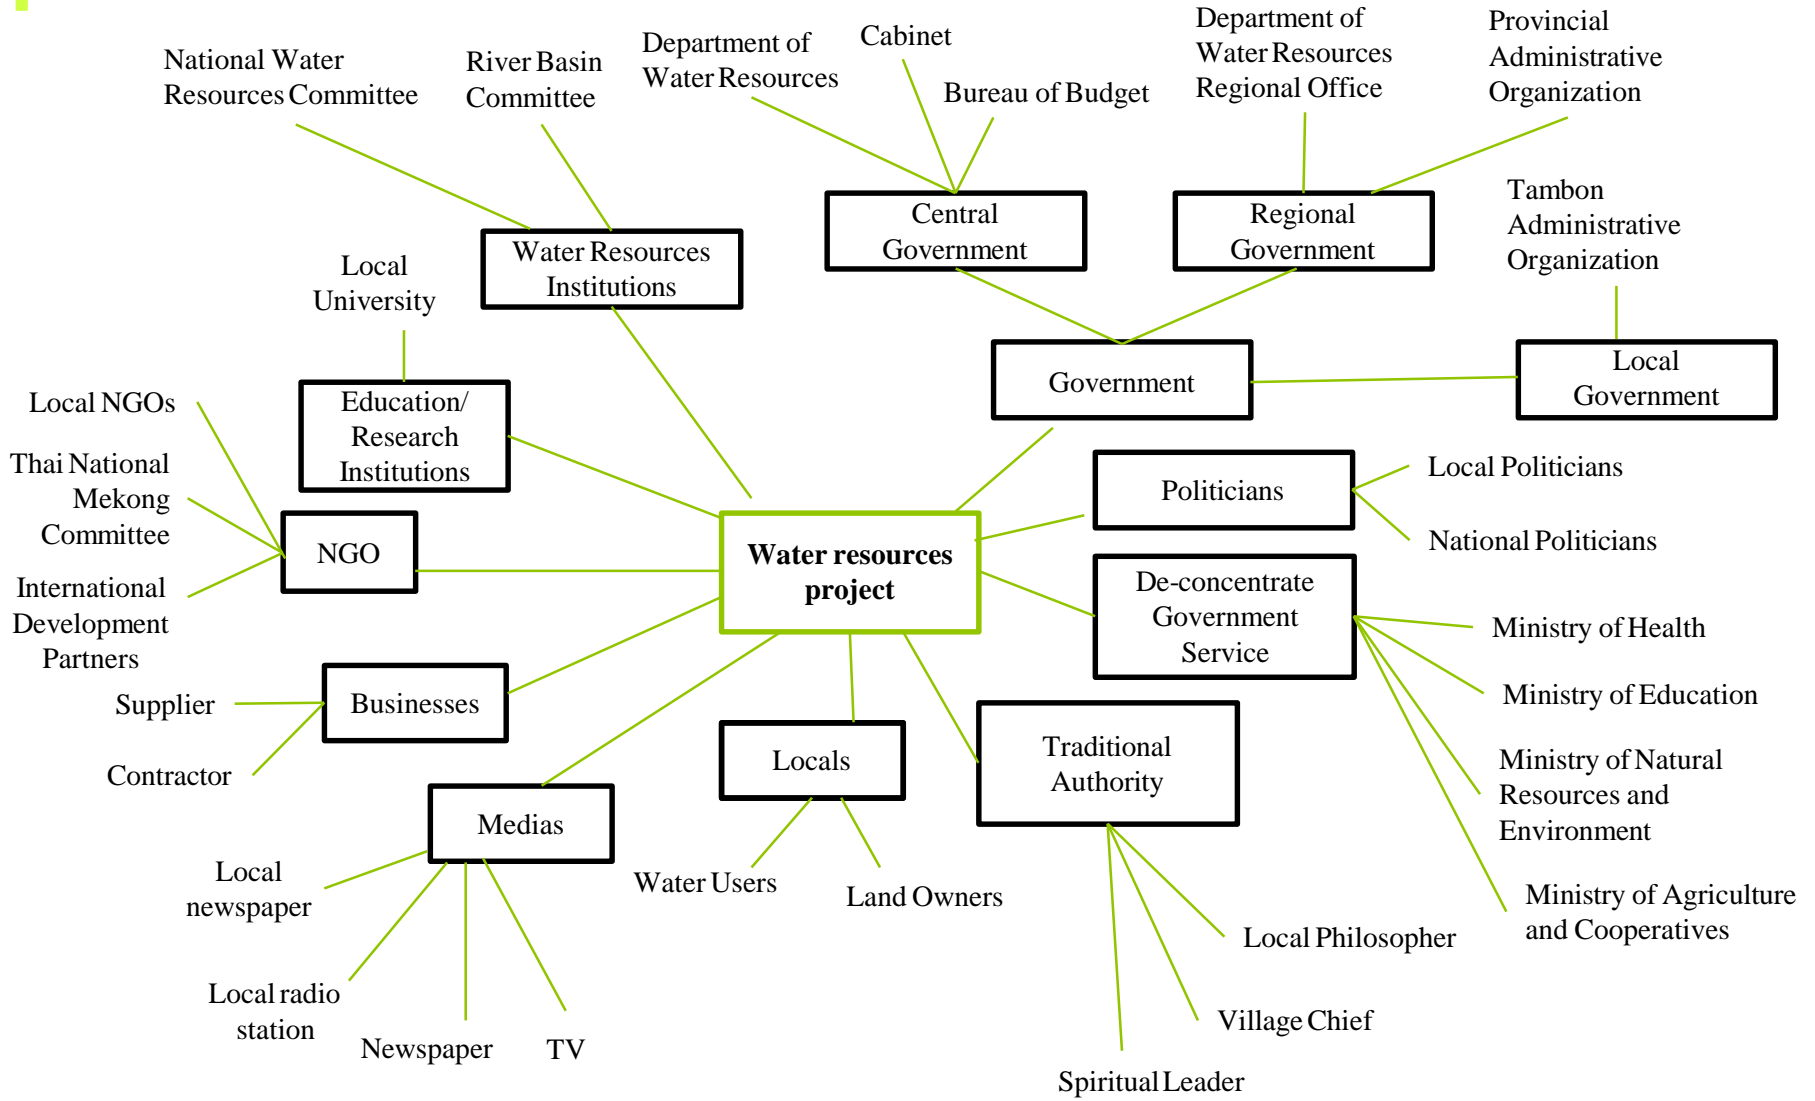 National Water
Resources Committee
River Basin
Committee
Department of
Water Resources
Cabinet
Bureau of Budget
Department of
Water Resources
Regional Office
Provincial
Administrative
Organization
Central
Government
Regional
Government
Tambon
Administrative
Organization
Water Resources
Institutions
Local
University
Government
Local
Government
Education/
Research
Institutions
Local NGOs
Thai National
Mekong
Committee
NGO
International
Development
Partners
Politicians
Local Politicians
National Politicians
Water resources
project
De-concentrate
Government
Service
Ministry of Health
Ministry of Education
Ministry of Natural
Resources and
Environment
Ministry of Agriculture
and Cooperatives
Supplier
Businesses
Contractor
Locals
Traditional
Authority
Medias
Local
newspaper
Water Users
Land Owners
Local Philosopher
Local radio
station
Newspaper
TV
Village Chief
Spiritual Leader